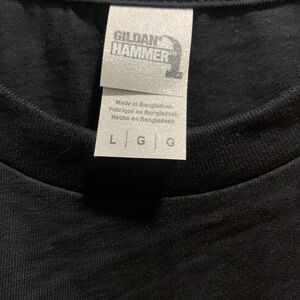 GILDAN
HAMMER
Made in Bangladesh
Fabriqué au Bangladesh
Hecho en Bangladesh
L | G | G